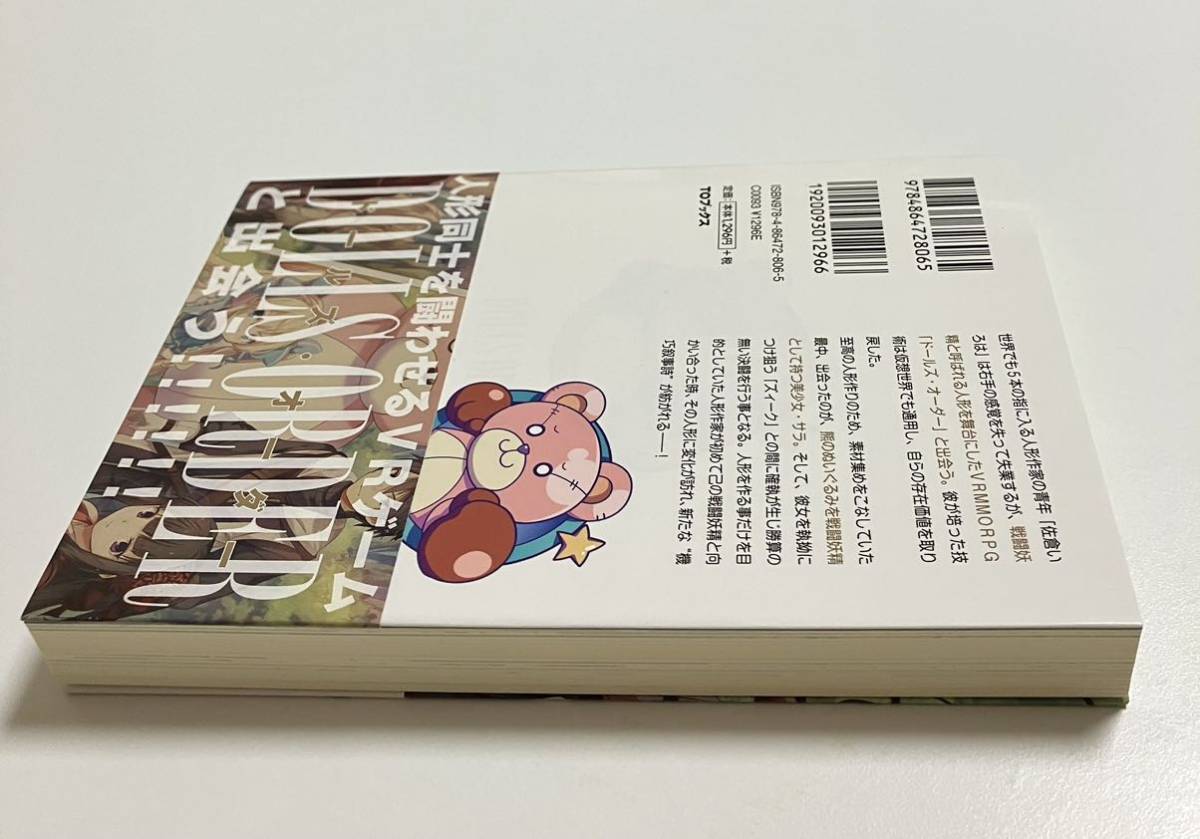 9784864728065
1920093012966
ISBN978-4-86472-806-5
C0093 ¥1296E
定価:本体1,296円+税
TOブックス
世界でも5本の指に入る人形作家の青年「佐倉い
ろは」は右手の感覚を失って失業するが、戦闘妖
精と呼ばれる人形を舞台にしたVRMMORPG
「ドールズ・オーダー」と出会う。彼が培った技
術は仮想世界でも通用し、自らの存在価値を取り
戻した。
至高の人形作りのため、素材集めをこなしていた
最中、出会ったのが、熊のぬいぐるみを戦闘妖精
として持つ美少女・サラ。そして、彼女を執拗に
つけ狙う「ズィーク」との間に確執が生じ勝算の
無い決闘を行う事となる。人形を作る事だけを目
的としていた人形作家が初めて己の戦闘妖精と向
かい合った時、その人形に変化が訪れ、新たな“機
巧叙事詩”が紡がれる――!
人形同士を闘わせるVRゲーム
DOLLS・ORDER
ドールズ・オーダー
と出会う!!!!!